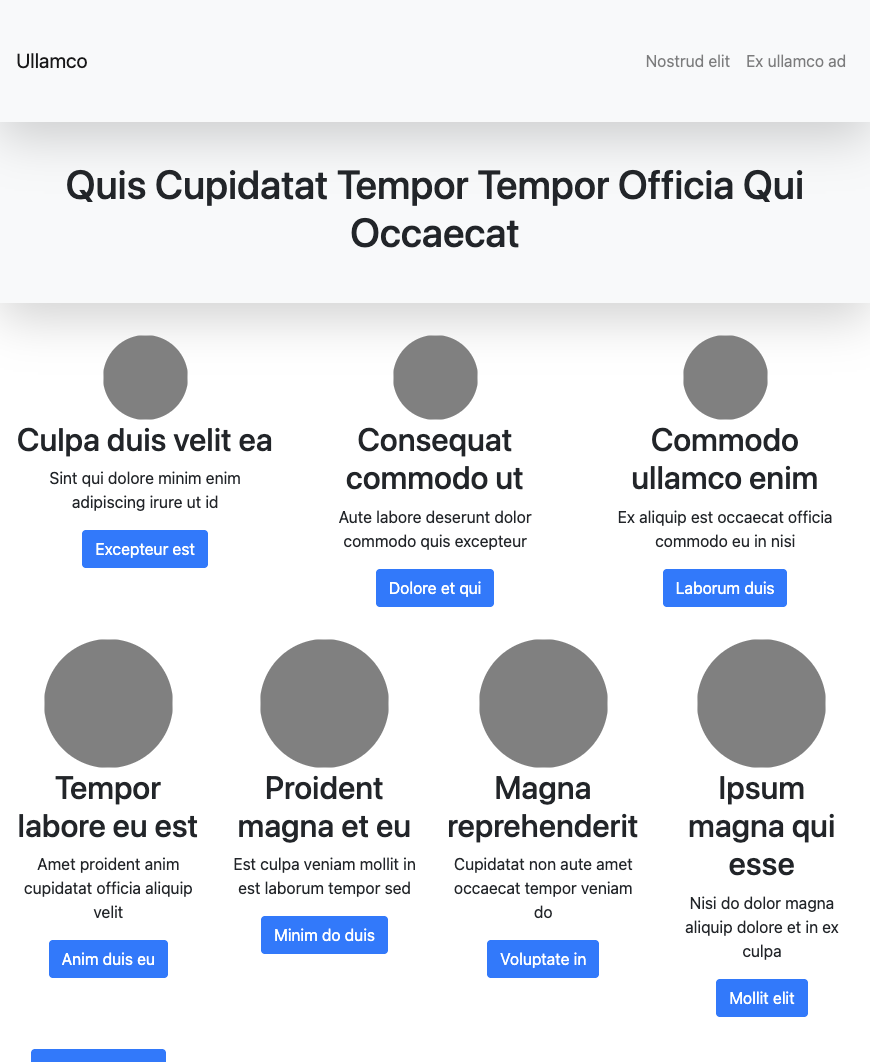 Ullamco
Nostrud elit
Ex ullamco ad
Quis Cupidatat Tempor Tempor Officia Qui
Occaecat
Culpa duis velit ea
Sint qui dolore minim enim
adipiscing irure ut id
Excepteur est
Consequat
commodo ut
Aute labore deserunt dolor
commodo quis excepteur
Dolore et qui
Commodo
ullamco enim
Ex aliquip est occaecat officia
commodo eu in nisi
Laborum duis
Tempor
labore eu est
Amet proident anim
cupidatat officia aliquip
velit
Anim duis eu
Proident
magna et eu
Est culpa veniam mollit in
est laborum tempor sed
Minim do duis
Magna
reprehenderit
Cupidatat non aute amet
occaecat tempor veniam
do
Voluptate in
Ipsum
magna qui
esse
Nisi do dolor magna
aliquip dolore et in ex
culpa
Mollit elit